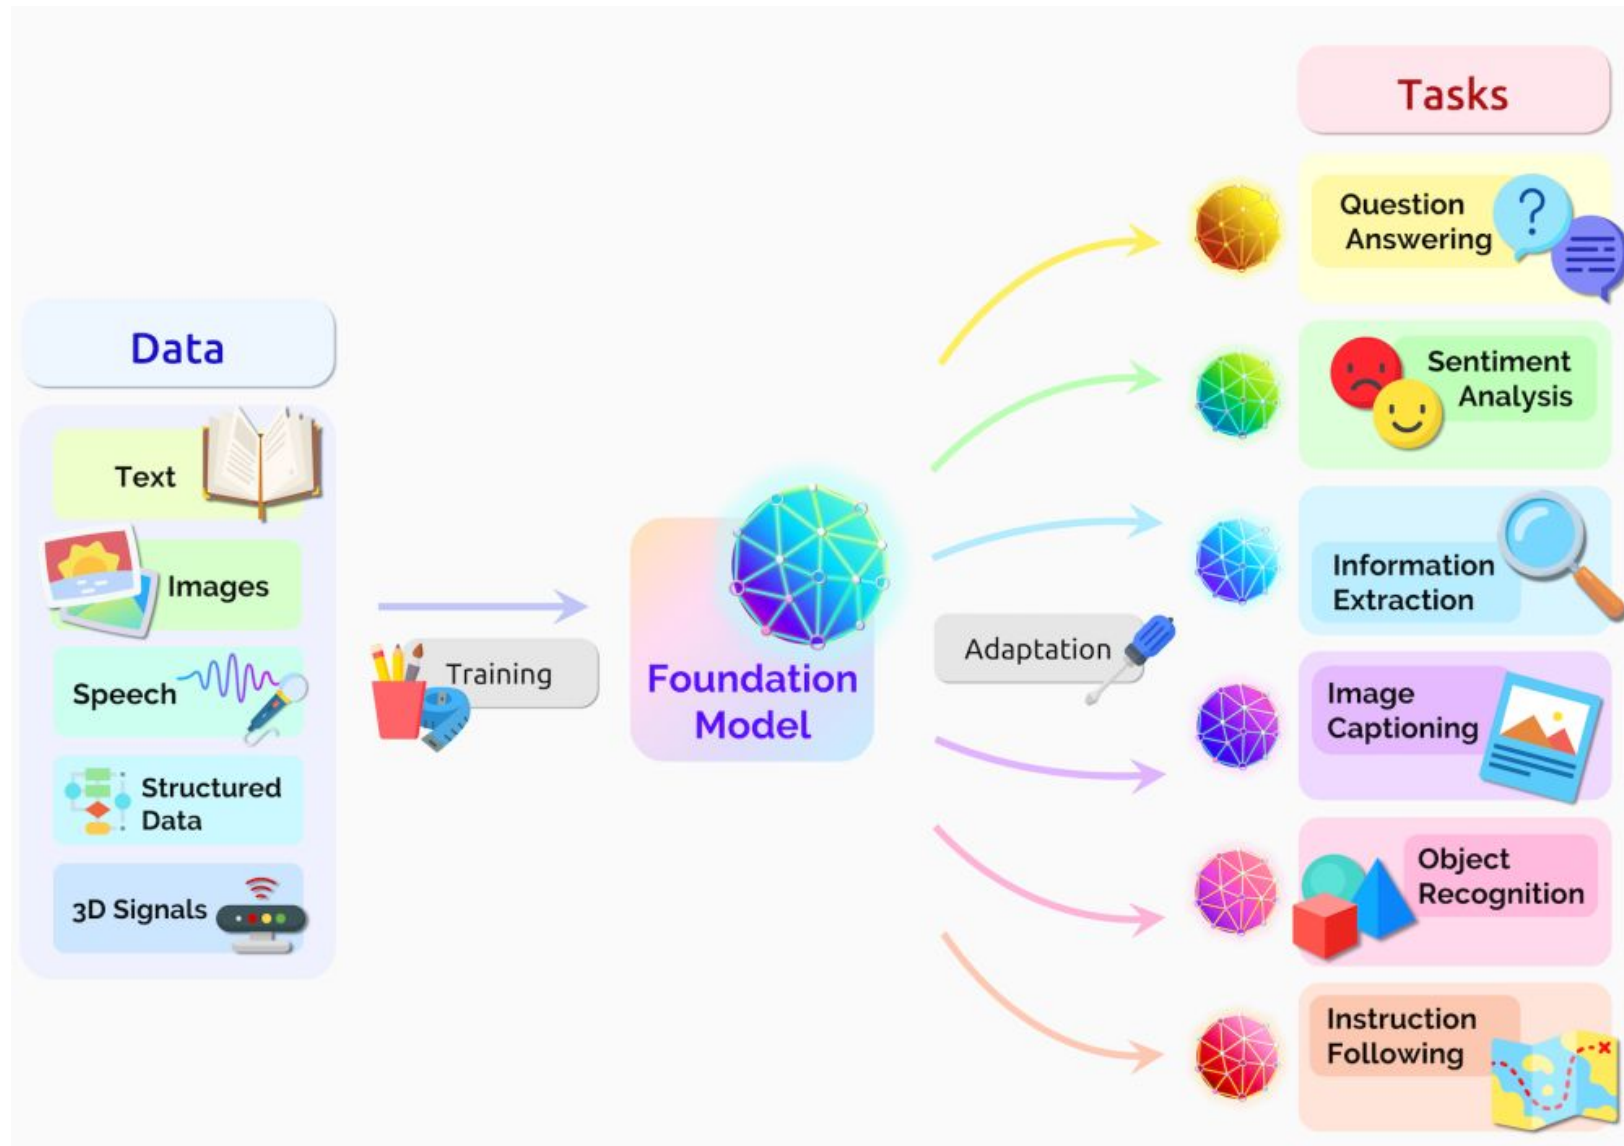 Data
Text
Images
Speech
Structured
Data
3D Signals
Training
Foundation
Model
Adaptation
Tasks
Question
Answering
Sentiment
Analysis
Information
Extraction
Image
Captioning
Object
Recognition
Instruction
Following